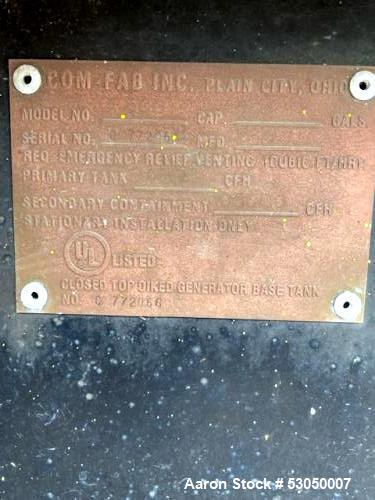 COM-FAB INC. PLAIN CITY, OHIO
MODEL NO. CAP. GALS.
SERIAL NO. MFD.
REQ. EMERGENCY RELIEF VENTING (CUBIC FT/HR):
PRIMARY TANK CFH
SECONDARY CONTAINMENT CFH
STATIONARY INSTALLATION ONLY
UL LISTED
CLOSED TOP DIKED GENERATOR BASE TANK
NO. C 772066
Aaron Stock # 53050007